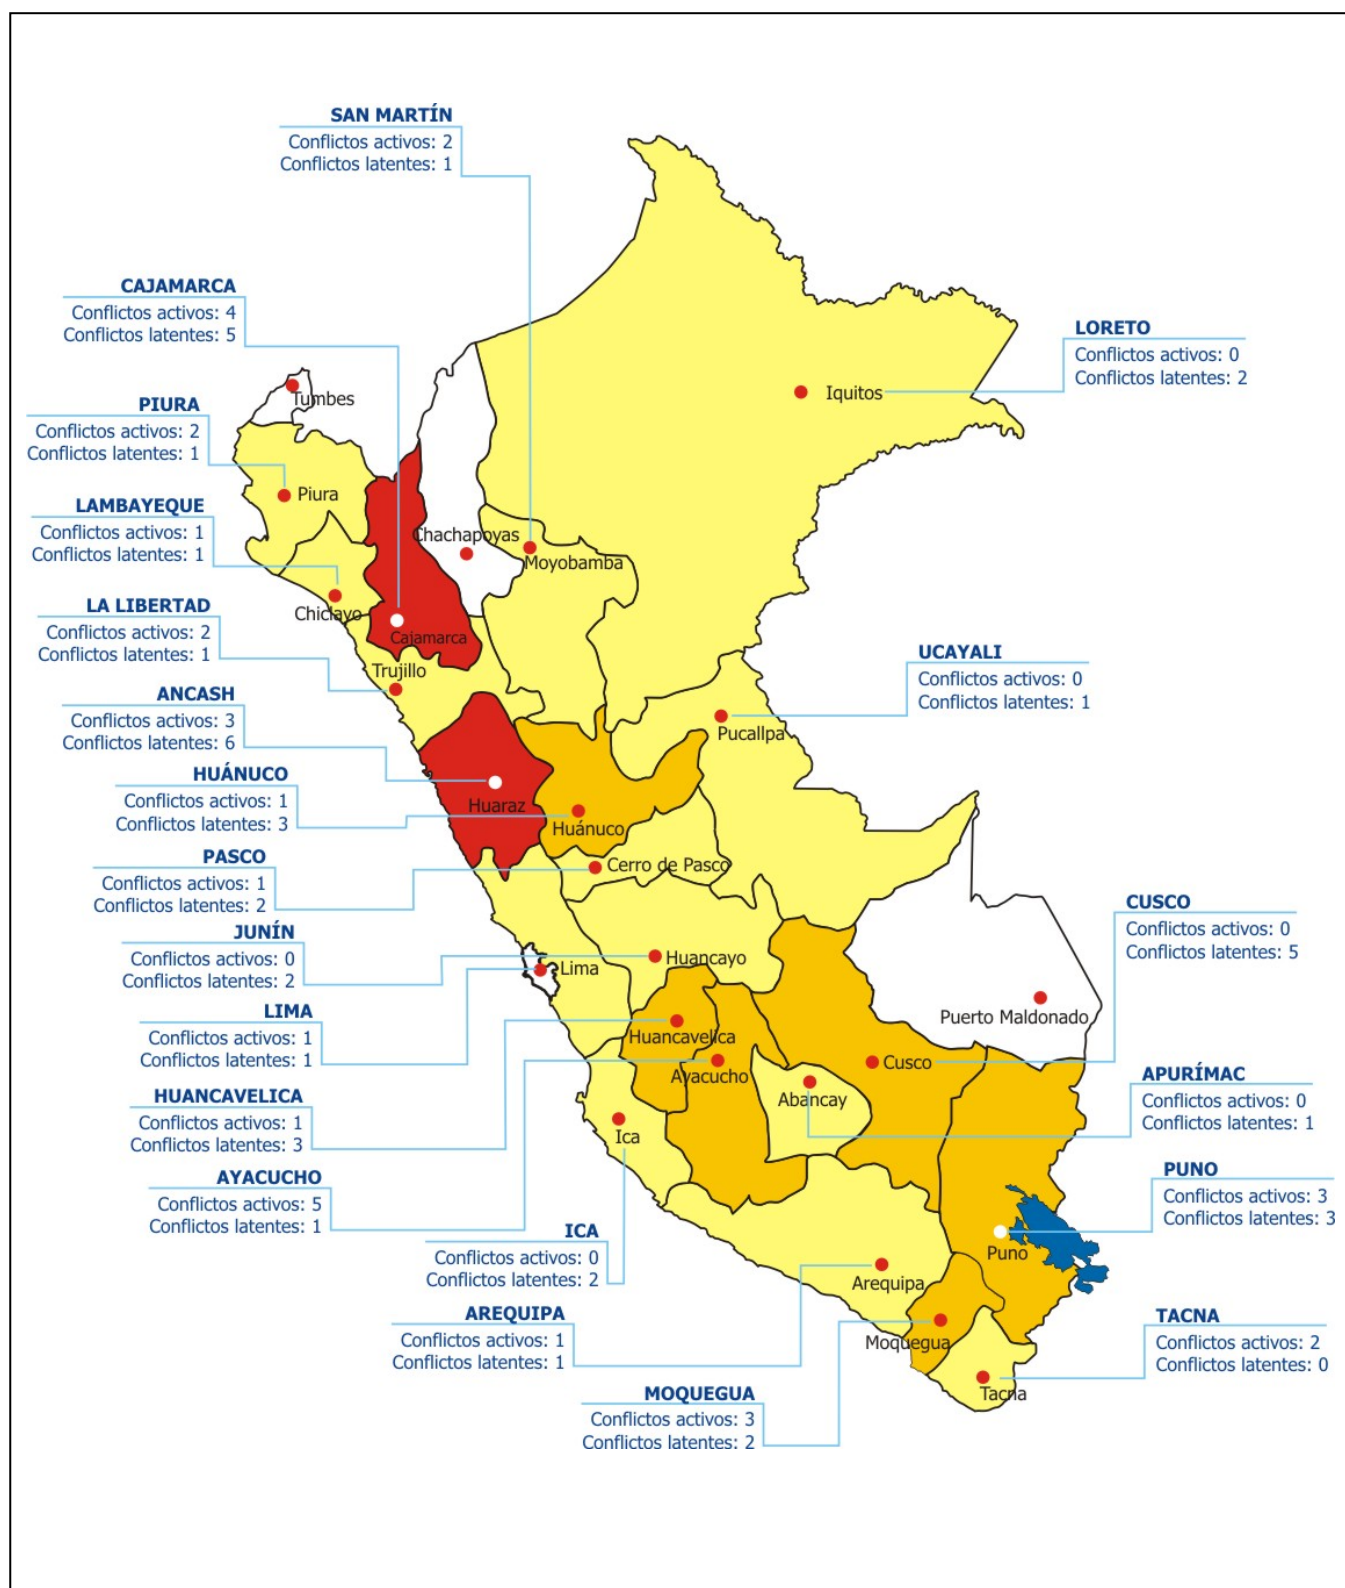 SAN MARTÍN
Conflictos activos: 2
Conflictos latentes: 1
CAJAMARCA
Conflictos activos: 4
Conflictos latentes: 5
LORETO
Conflictos activos: 0
Conflictos latentes: 2
Tumbes
Iquitos
PIURA
Conflictos activos: 2
Conflictos latentes: 1
Piura
LAMBAYEQUE
Conflictos activos: 1
Conflictos latentes: 1
Chachapoyas
Moyobamba
Chiclayo
LA LIBERTAD
Conflictos activos: 2
Conflictos latentes: 1
Cajamarca
Trujillo
UCAYALI
Conflictos activos: 0
Conflictos latentes: 1
ANCASH
Conflictos activos: 3
Conflictos latentes: 6
Pucallpa
HUÁNUCO
Conflictos activos: 1
Conflictos latentes: 3
Huaraz
Huánuco
PASCO
Conflictos activos: 1
Conflictos latentes: 2
Cerro de Pasco
CUSCO
Conflictos activos: 0
Conflictos latentes: 5
JUNÍN
Conflictos activos: 0
Conflictos latentes: 2
Huancayo
Lima
LIMA
Conflictos activos: 1
Conflictos latentes: 1
Puerto Maldonado
Huancavelica
Ayacucho
Cusco
Abancay
APURÍMAC
Conflictos activos: 0
Conflictos latentes: 1
HUANCAVELICA
Conflictos activos: 1
Conflictos latentes: 3
Ica
AYACUCHO
Conflictos activos: 5
Conflictos latentes: 1
PUNO
Conflictos activos: 3
Conflictos latentes: 3
ICA
Conflictos activos: 0
Conflictos latentes: 2
Puno
Arequipa
AREQUIPA
Conflictos activos: 1
Conflictos latentes: 1
Moquegua
TACNA
Conflictos activos: 2
Conflictos latentes: 0
Tacna
MOQUEGUA
Conflictos activos: 3
Conflictos latentes: 2